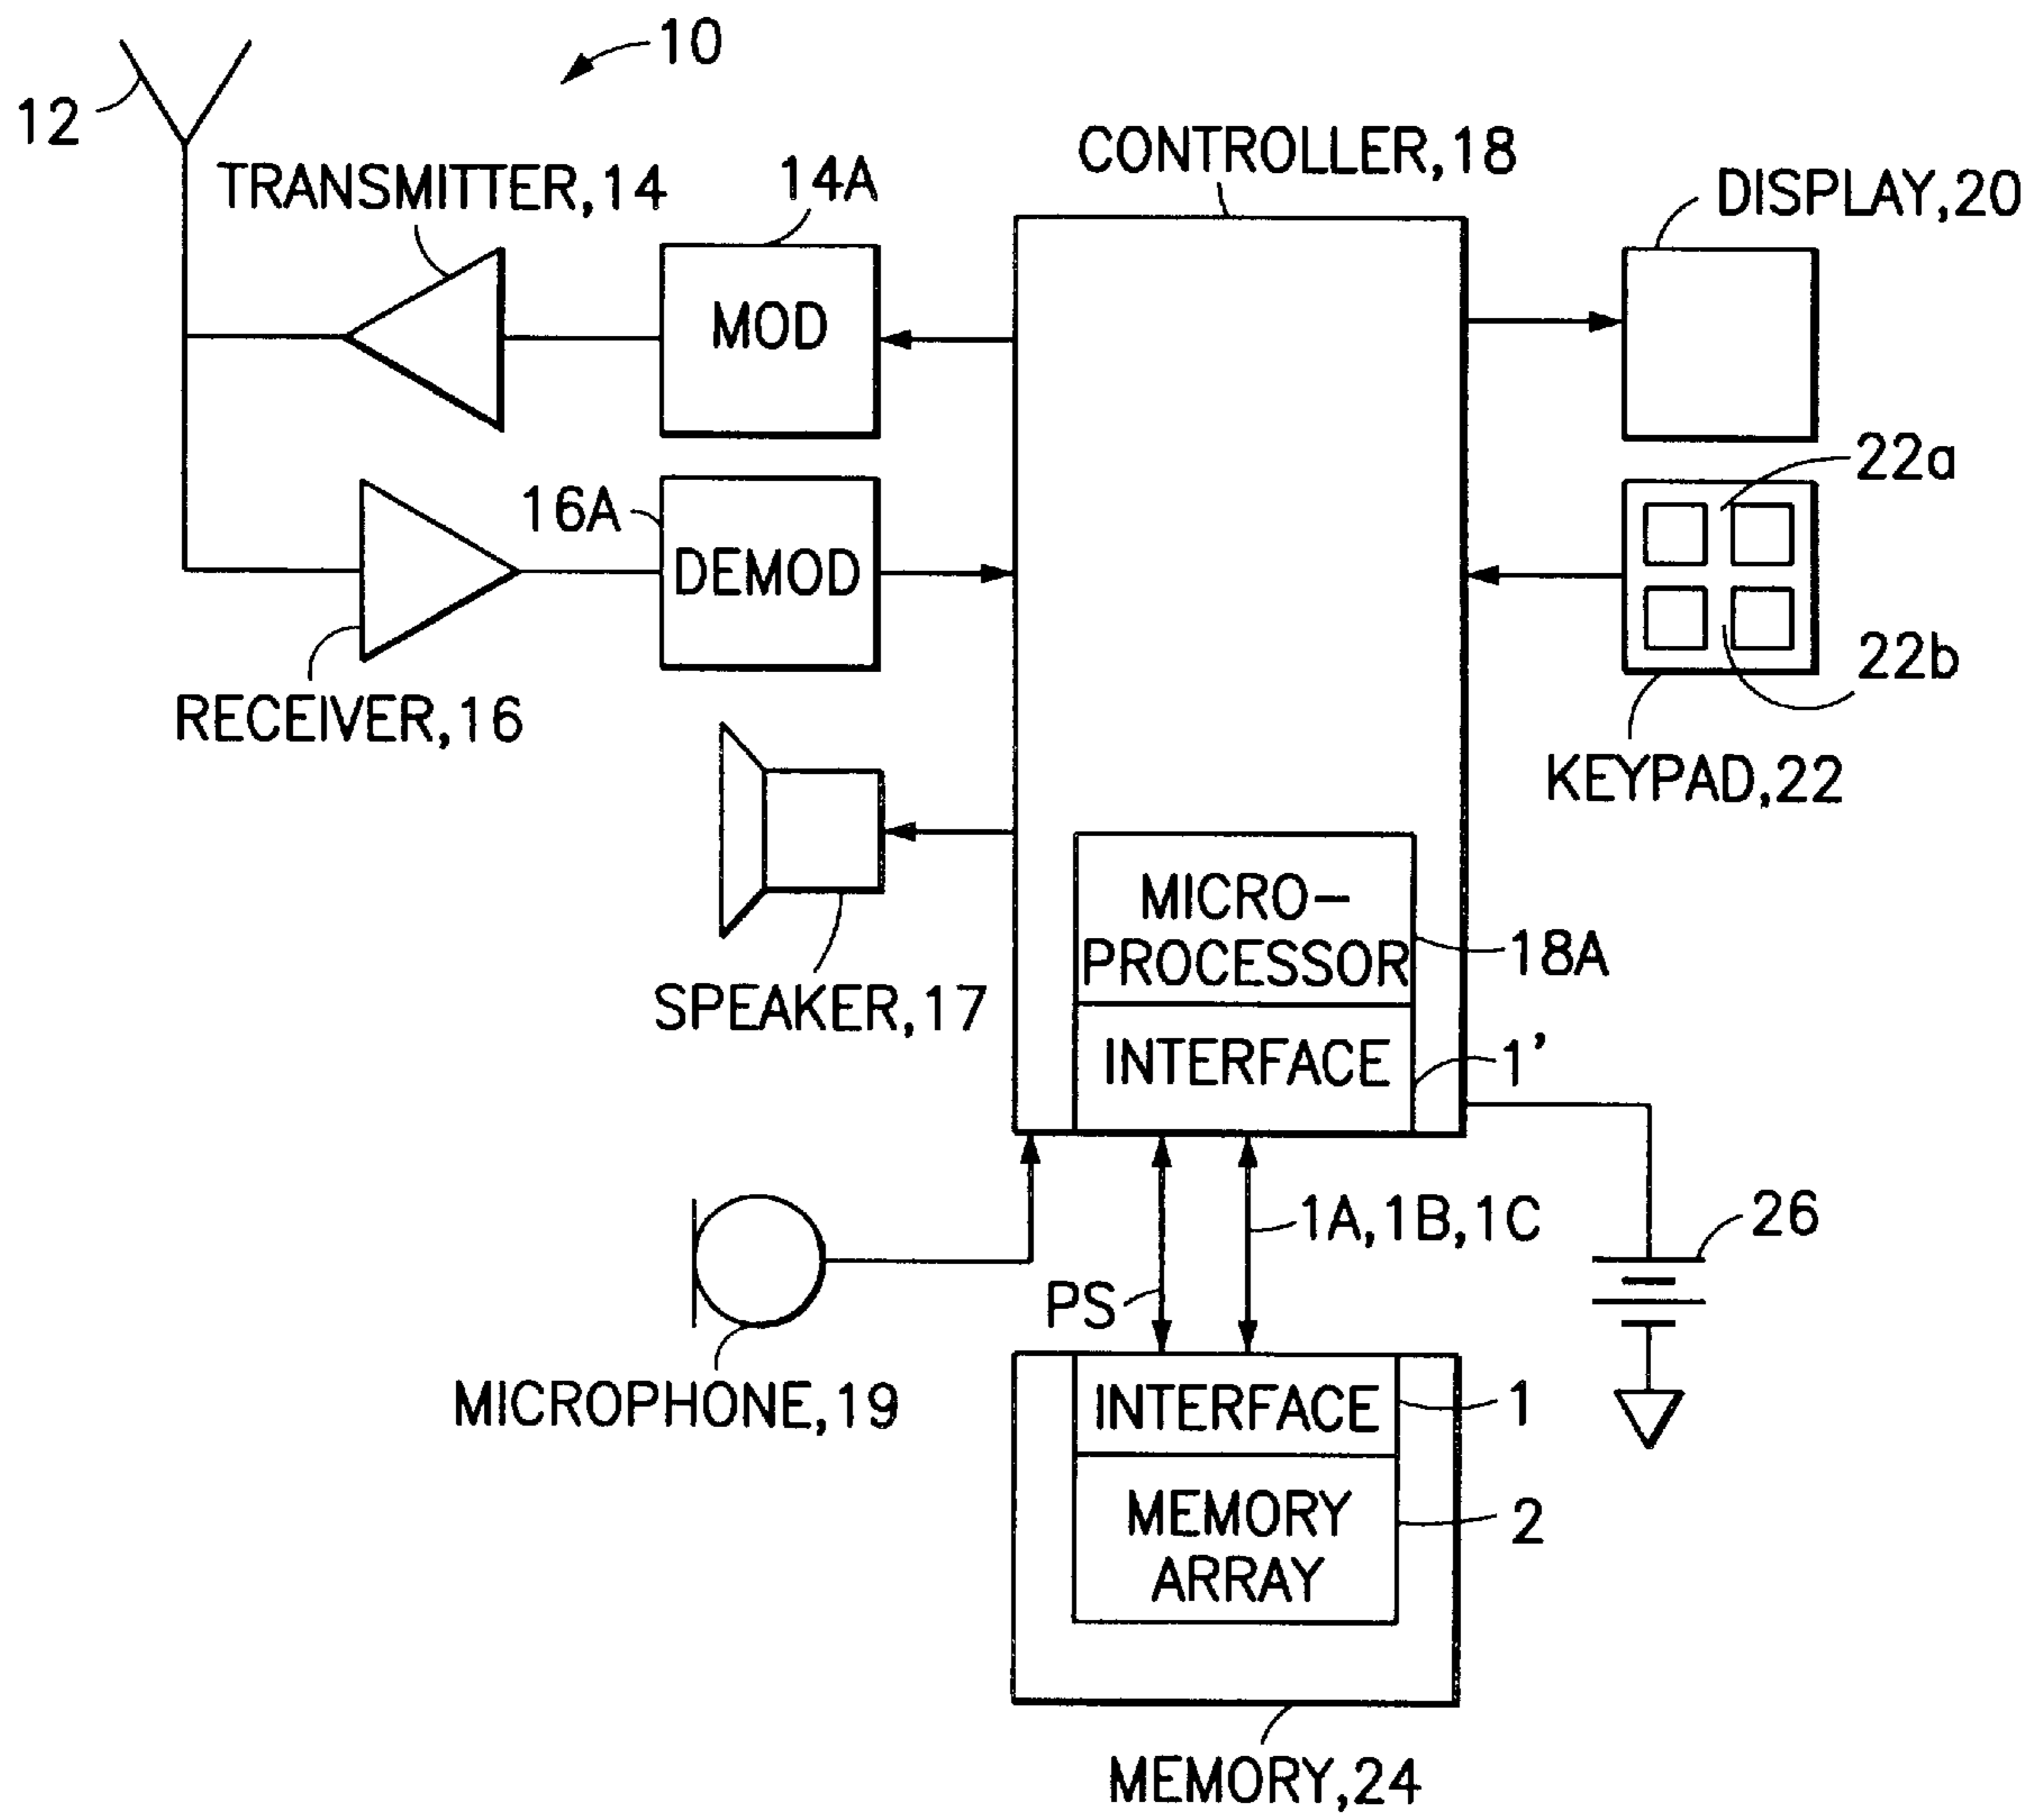 10
12
TRANSMITTER,14
14A
CONTROLLER,18
DISPLAY,20
MOD
22a
16A
DEMOD
22b
RECEIVER,16
KEYPAD,22
MICRO-
PROCESSOR
18A
SPEAKER,17
INTERFACE
1'
1A,1B,1C
26
PS
MICROPHONE,19
INTERFACE
1
MEMORY
ARRAY
2
MEMORY,24